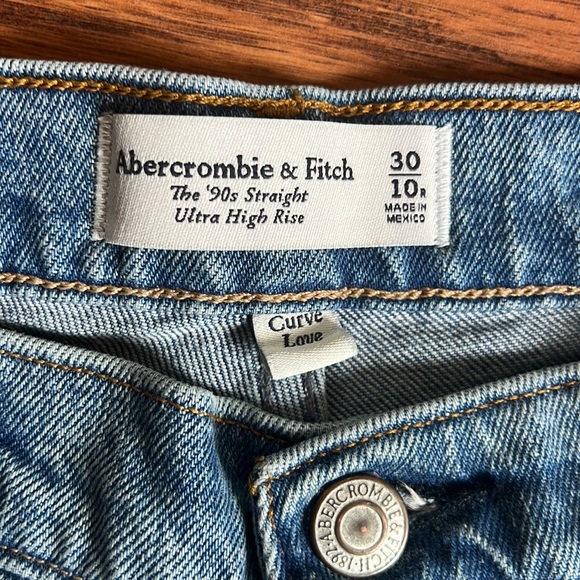 Abercrombie & Fitch
The '90s Straight
Ultra High Rise
30
10R
MADE IN
MEXICO
Curve
Love
ABERCROMBIE & FITCH · 1892 ·